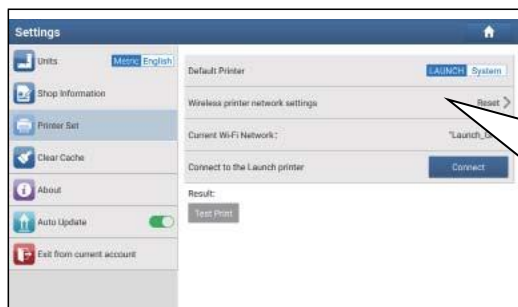 Settings
Units Metric English
Shop Information
Printer Set
Clear Cache
About
Auto Update
Exit from current account
Default Printer LAUNCH System
Wireless printer network settings Reset
Current Wi-Fi Network: "Launch_
Connect to the Launch printer Connect
Result:
Test Print